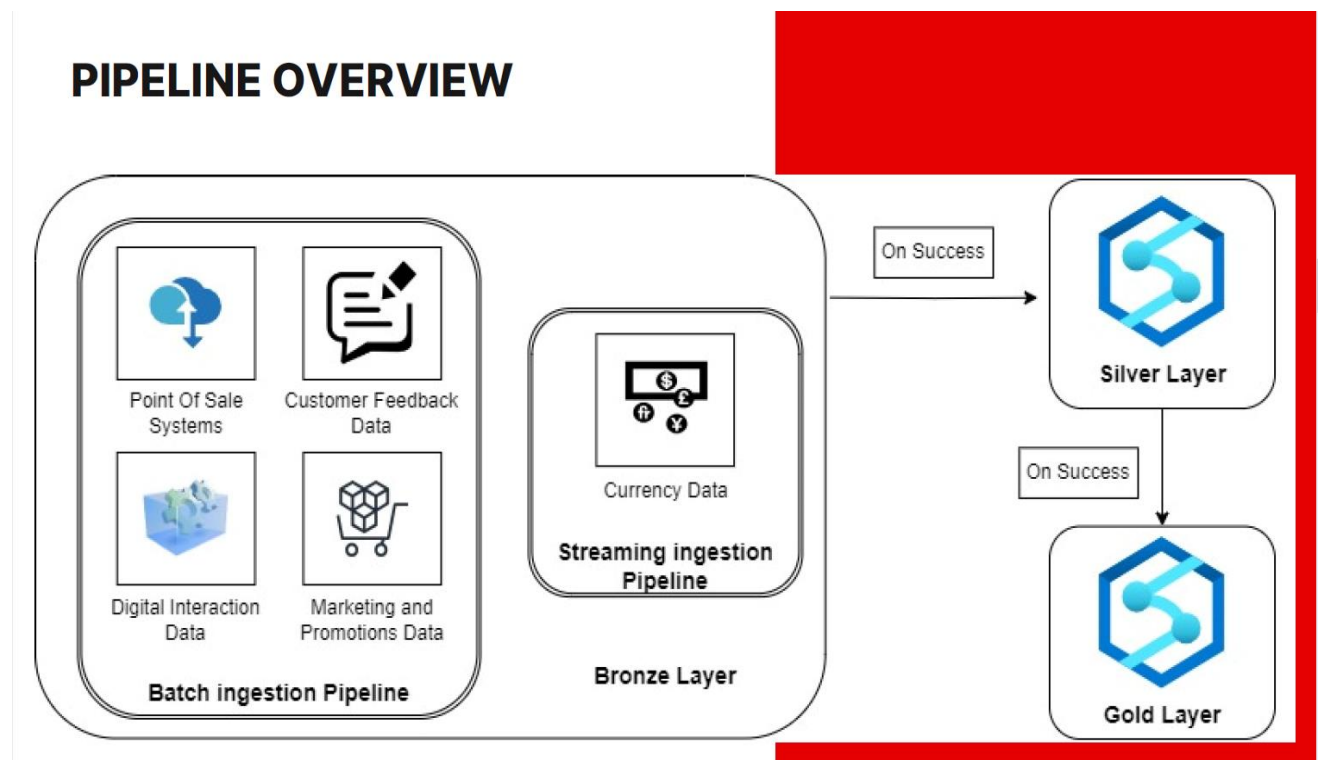 PIPELINE OVERVIEW
Point Of Sale
Systems
Customer Feedback
Data
Digital Interaction
Data
Marketing and
Promotions Data
Batch ingestion Pipeline
Currency Data
Streaming ingestion
Pipeline
Bronze Layer
On Success
Silver Layer
On Success
Gold Layer